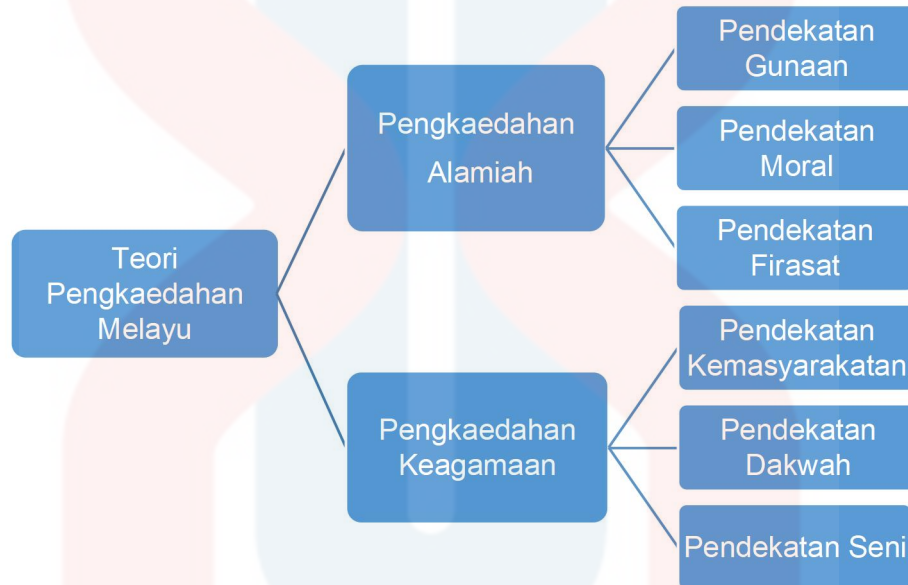 Teori
Pengkaedahan
Melayu
Pengkaedahan
Alamiah
Pengkaedahan
Keagamaan
Pendekatan
Gunaan
Pendekatan
Moral
Pendekatan
Firasat
Pendekatan
Kemasyarakatan
Pendekatan
Dakwah
Pendekatan Seni